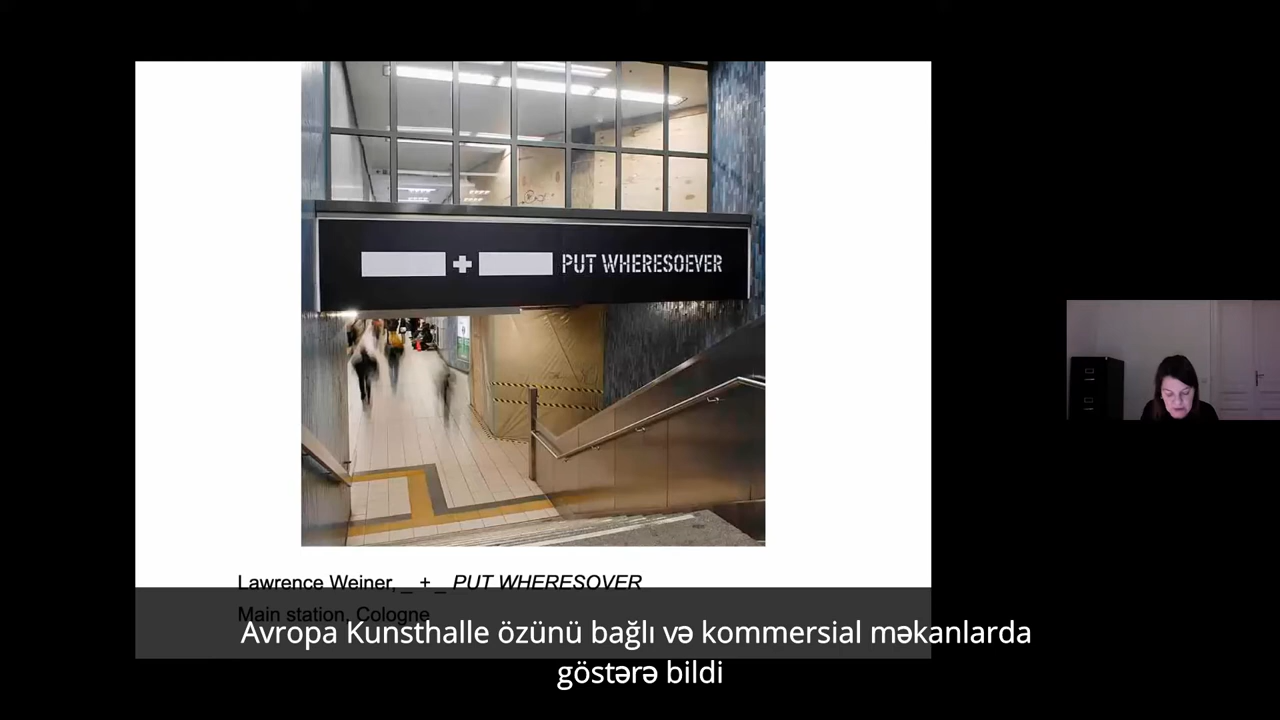 + PUT WHERESOEVER
Lawrence Weiner, _ + _ PUT WHERESOVER
Main station, Cologne
Avropa Kunsthalle özünü bağlı və kommersial məkanlarda
göstərə bildi